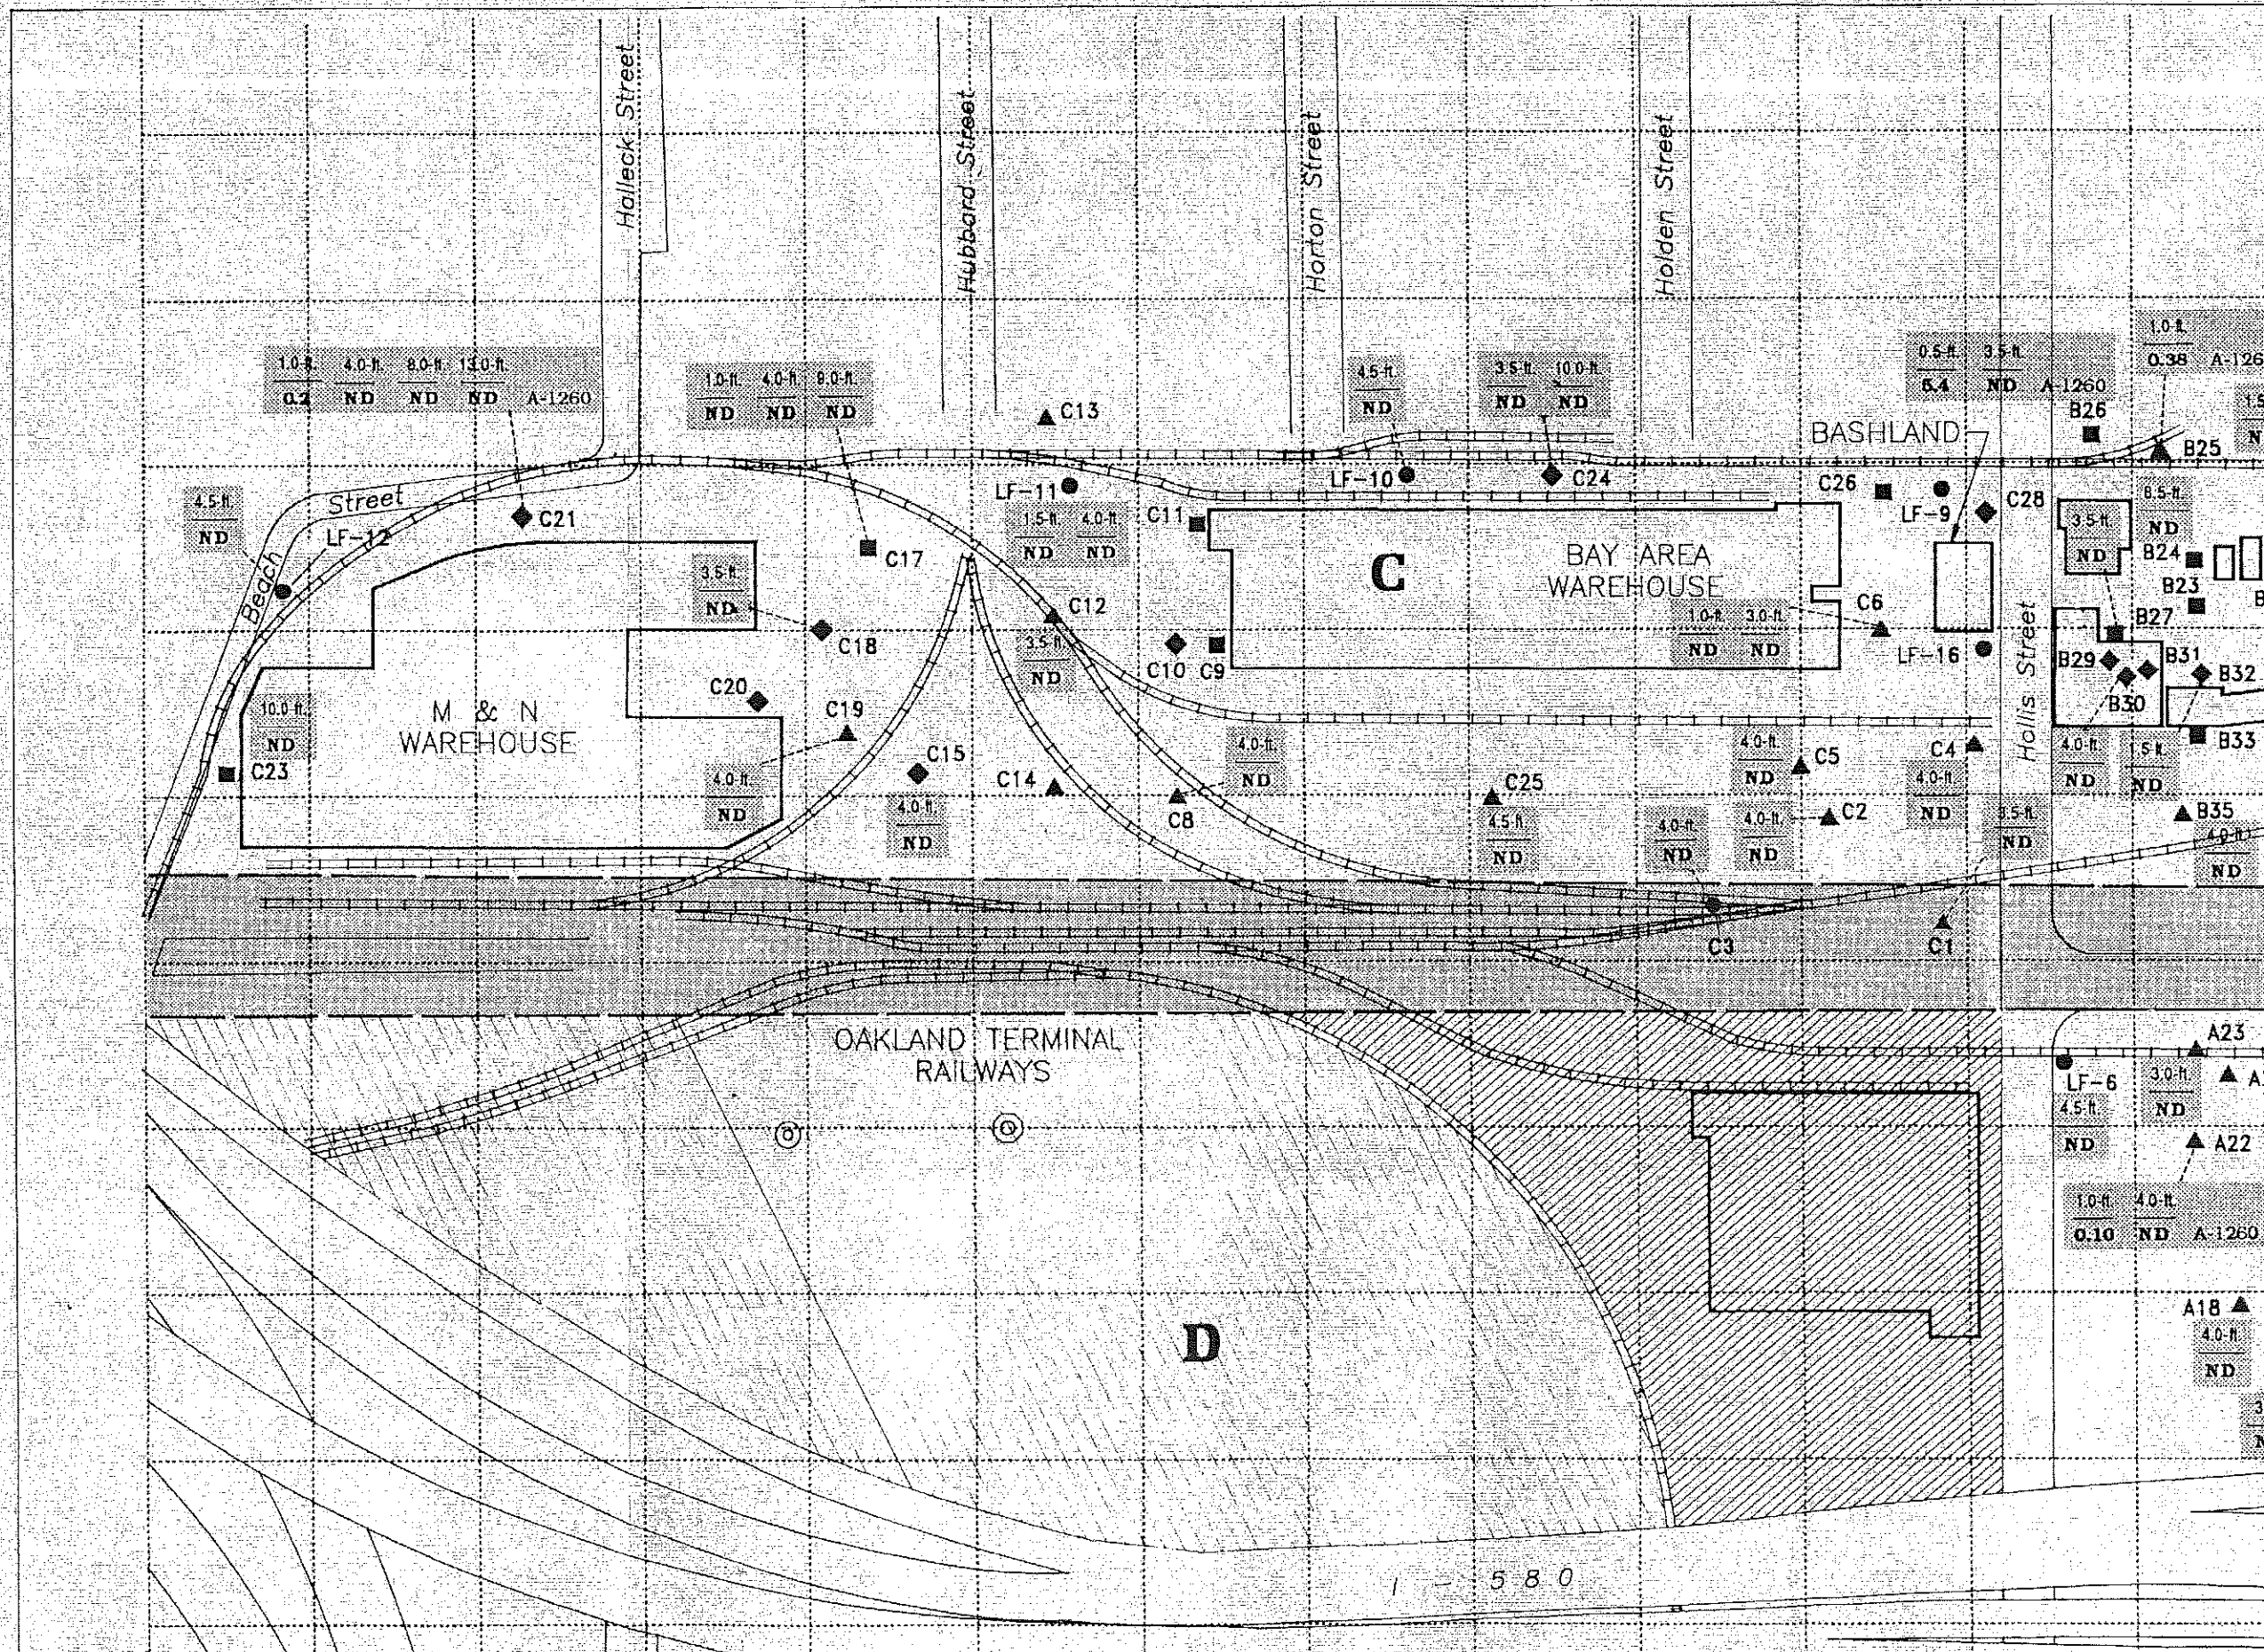 Halleck Street
Hubbard Street
Horton Street
Holden Street
1.0-ft. 4.0-ft. 8.0-ft. 13.0-ft.
0.2 ND ND ND A-1260
1.0-ft. 4.0-ft. 9.0-ft.
ND ND ND
C13
4.5-ft.
ND
3.5-ft. 10.0-ft.
ND ND
0.5-ft. 3.5-ft.
5.4 ND A-1260
1.0-ft.
0.38 A-126
B26
BASHLAND
B25
4.5-ft.
ND
Beach Street
LF-12
C21
C17
LF-11
1.5-ft. 4.0-ft.
ND ND
LF-10
C24
C26
LF-9
C28
C11
C
BAY AREA
WAREHOUSE
3.5-ft.
ND
6.5-ft.
ND
B24
B23
B27
3.5-ft.
ND
C18
C12
3.5-ft.
ND
C10
C9
1.0-ft. 3.0-ft.
ND ND
C6
LF-16
Hollis Street
B29
B30
B31
B32
B33
C20
C19
M & N
WAREHOUSE
10.0 ft.
ND
C23
4.0-ft.
ND
C15
4.0-ft.
ND
C14
C8
4.0-ft.
ND
C25
4.5-ft.
ND
4.0-ft.
ND
C5
C4
4.0-ft.
ND
4.0-ft.
ND
C2
4.0-ft.
ND
3.5-ft.
ND
4.0-ft.
ND
1.5-ft.
ND
B35
4.0-ft.
ND
C3
C1
OAKLAND TERMINAL
RAILWAYS
A23
LF-6
4.5-ft.
ND
3.0-ft.
ND
A22
1.0-ft. 4.0-ft.
0.10 ND A-1260
A18
4.0-ft.
ND
D
I - 580